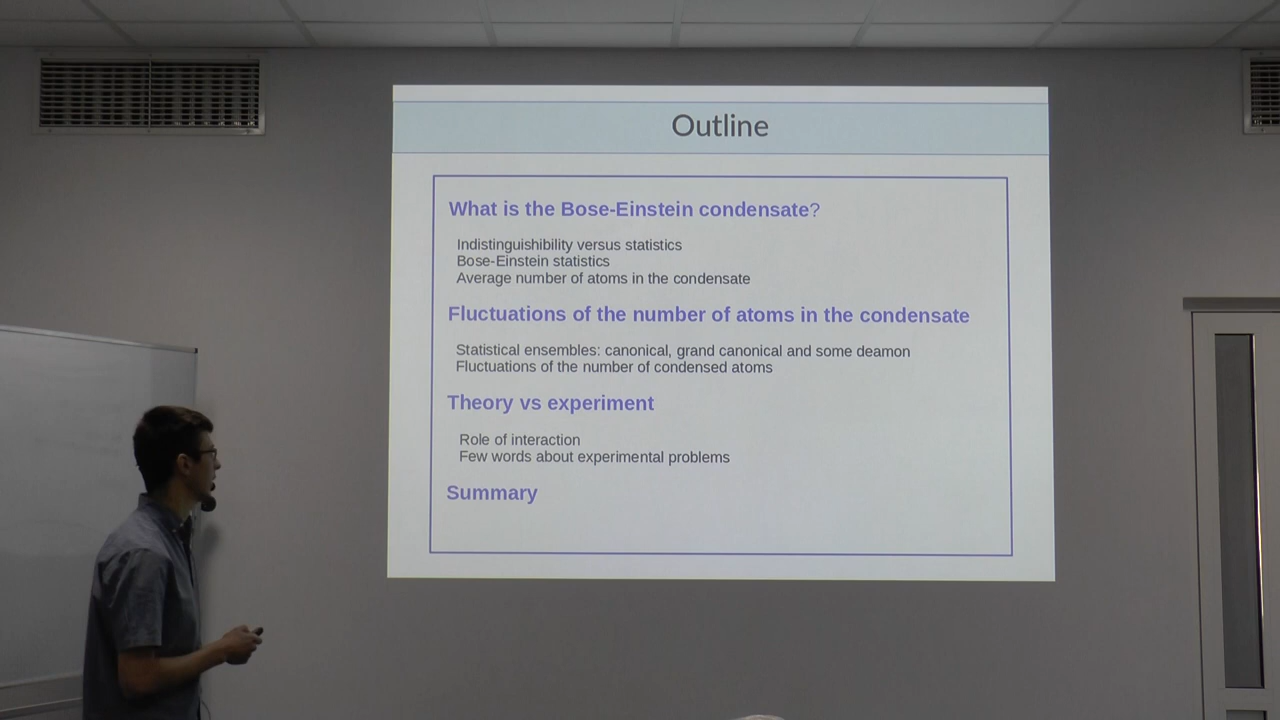 Outline
What is the Bose-Einstein condensate?
Indistinguishibility versus statistics
Bose-Einstein statistics
Average number of atoms in the condensate
Fluctuations of the number of atoms in the condensate
Statistical ensembles: canonical, grand canonical and some deamon
Fluctuations of the number of condensed atoms
Theory vs experiment
Role of interaction
Few words about experimental problems
Summary